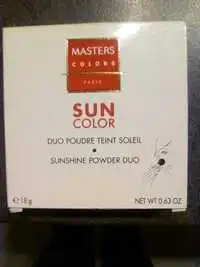 MASTERS
COLORS
PARIS
SUN
COLOR
DUO POUDRE TEINT SOLEIL
SUNSHINE POWDER DUO
℮ 18 g NET WT 0.63 OZ